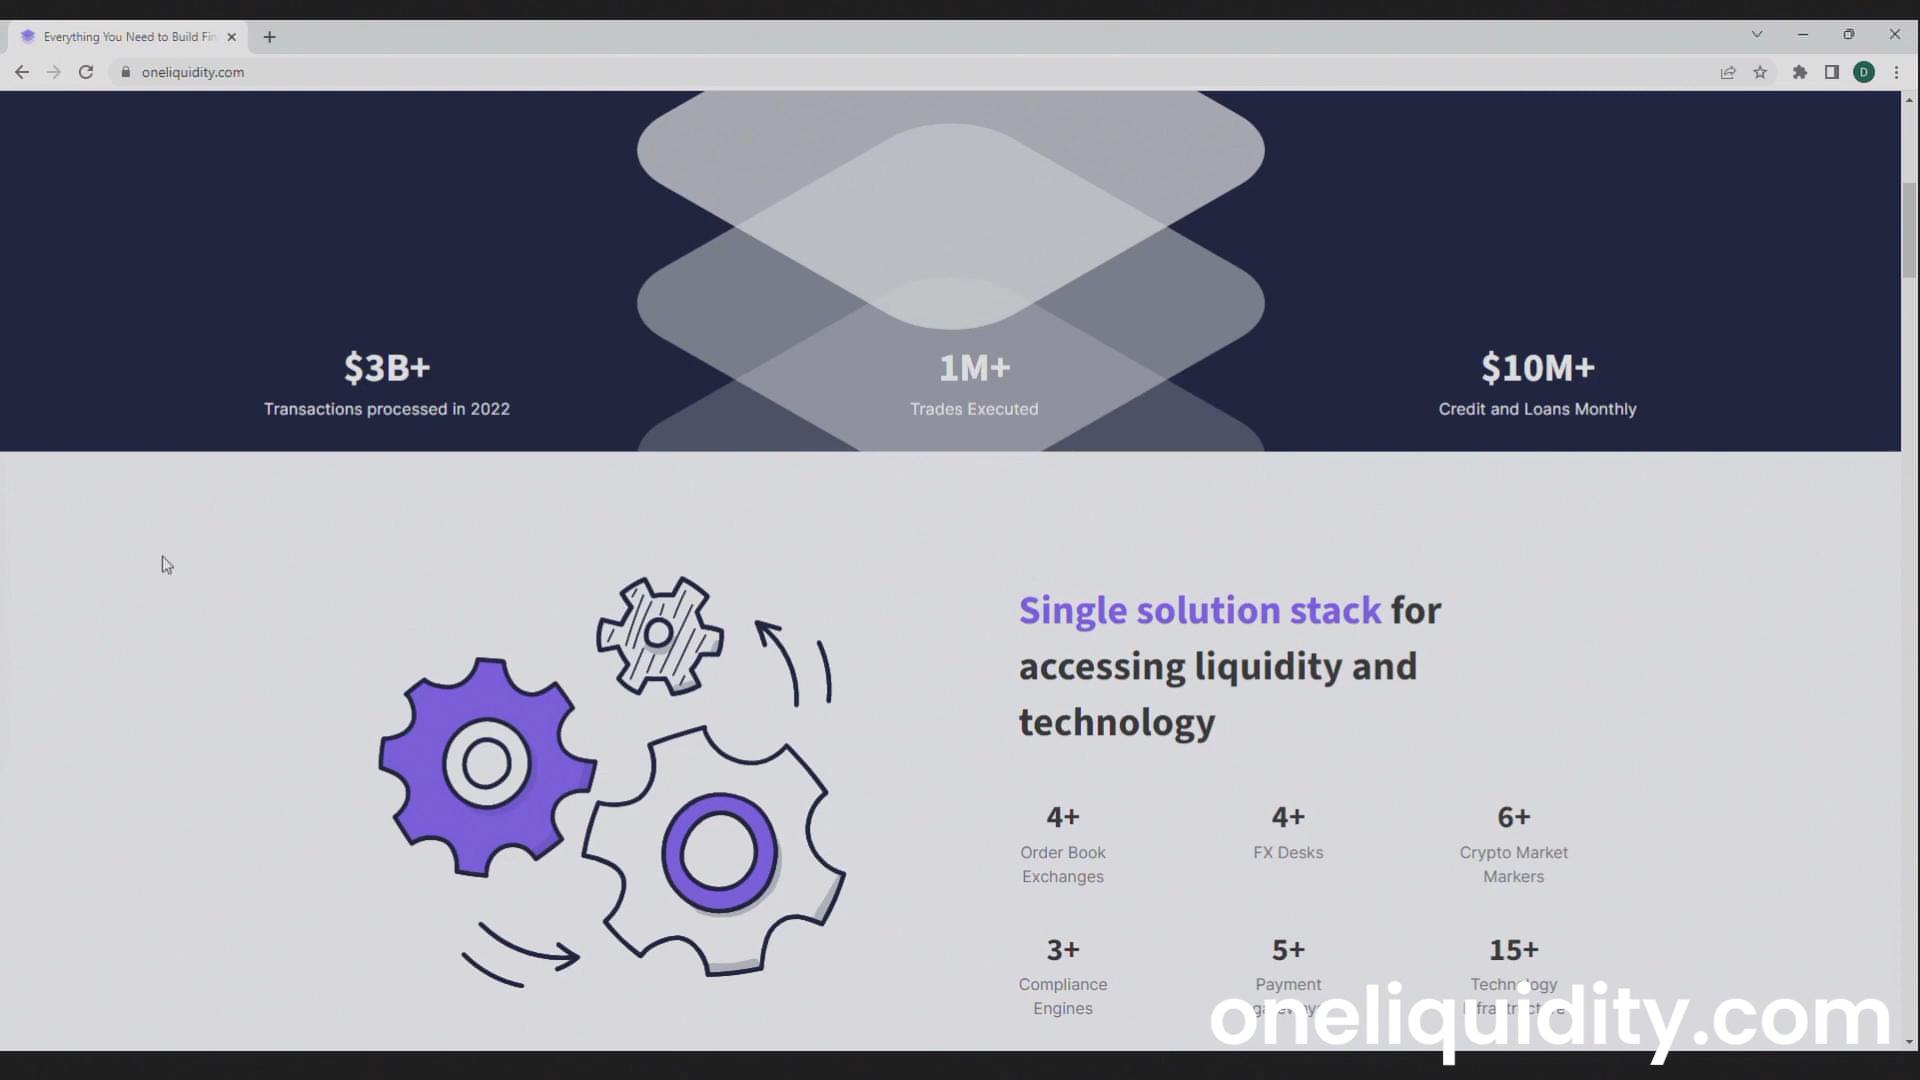 Everything You Need to Build Fin
oneliquidity.com
D
$3B+
Transactions processed in 2022
1M+
Trades Executed
$10M+
Credit and Loans Monthly
Single solution stack for
accessing liquidity and
technology
4+
Order Book
Exchanges
4+
FX Desks
6+
Crypto Market
Markers
3+
Compliance
Engines
5+
Payment
15+
Technology
oneliquidity.com